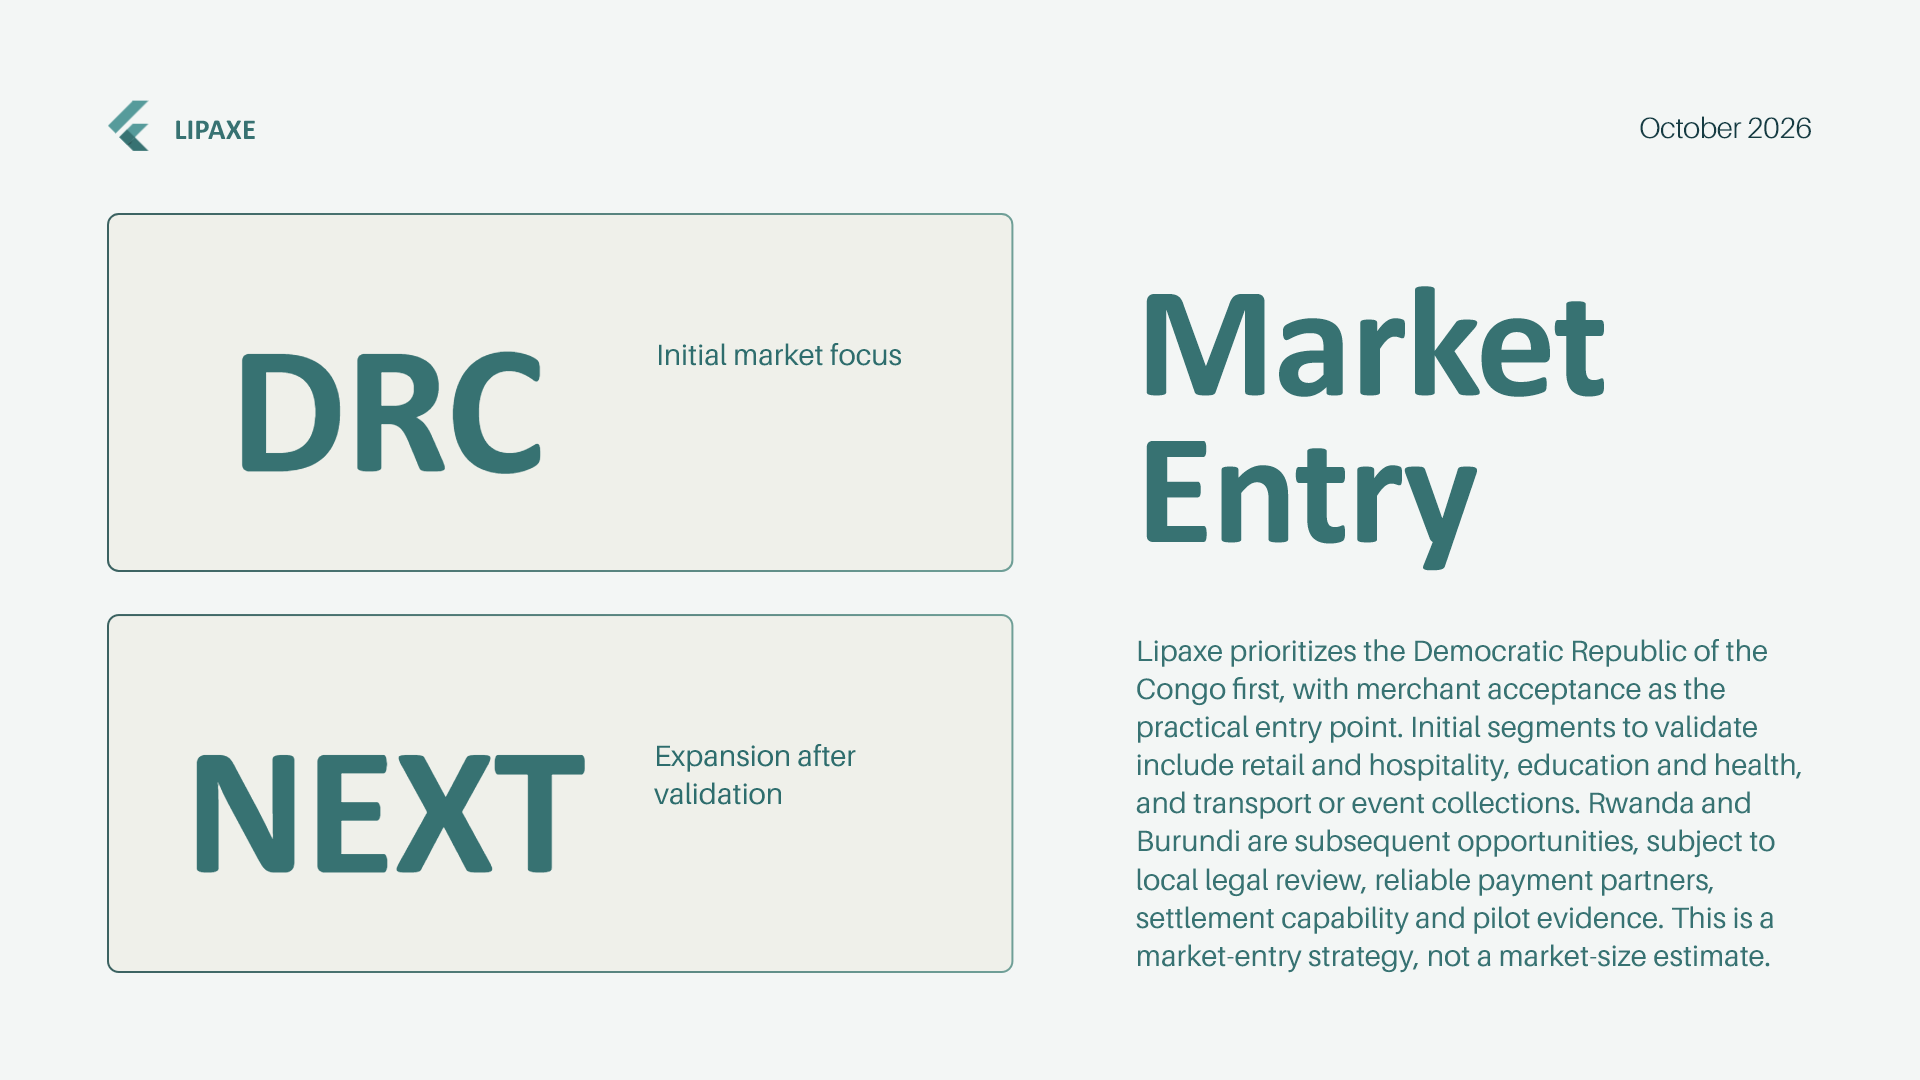 LIPAXE
October 2026
DRC
Initial market focus
NEXT
Expansion after
validation
Market
Entry
Lipaxe prioritizes the Democratic Republic of the
Congo first, with merchant acceptance as the
practical entry point. Initial segments to validate
include retail and hospitality, education and health,
and transport or event collections. Rwanda and
Burundi are subsequent opportunities, subject to
local legal review, reliable payment partners,
settlement capability and pilot evidence. This is a
market-entry strategy, not a market-size estimate.